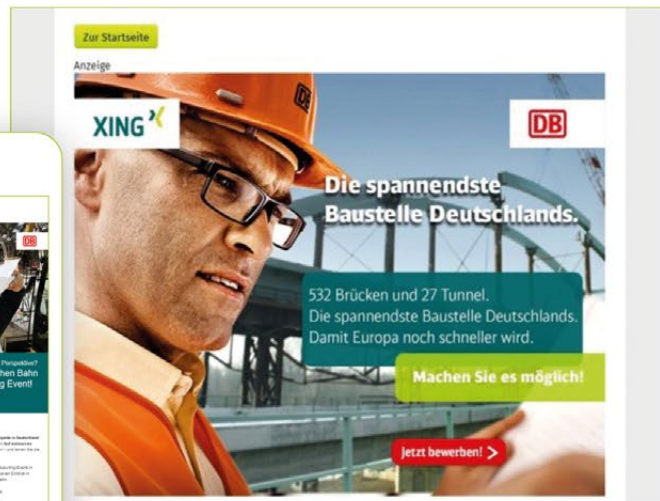 Zur Startseite
Anzeige
XING
DB
Die spannendste
Baustelle Deutschlands.
532 Brücken und 27 Tunnel.
Die spannendste Baustelle Deutschlands.
Damit Europa noch schneller wird.
Machen Sie es möglich!
Jetzt bewerben!
DB
Perspektive?
hen Bahn
g Event!